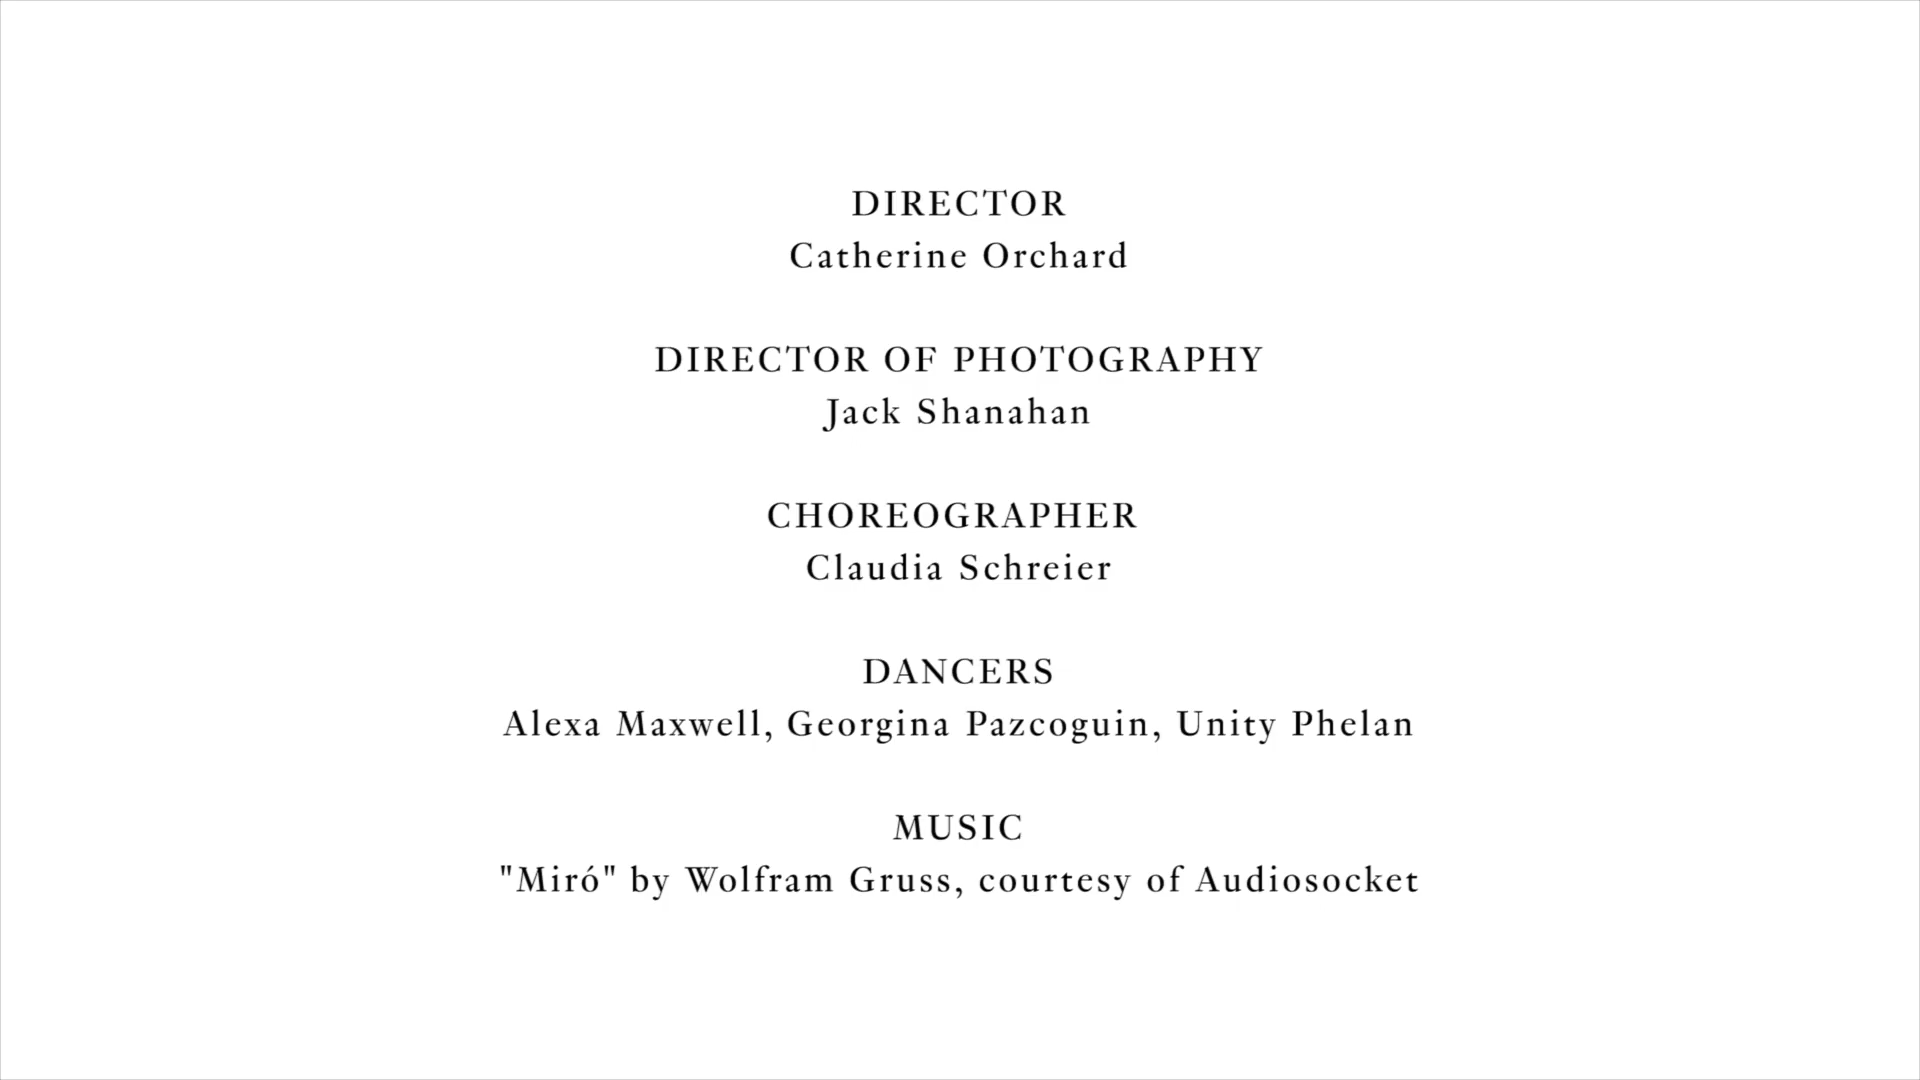 DIRECTOR
Catherine Orchard
DIRECTOR OF PHOTOGRAPHY
Jack Shanahan
CHOREOGRAPHER
Claudia Schreier
DANCERS
Alexa Maxwell, Georgina Pazcoguin, Unity Phelan
MUSIC
"Miró" by Wolfram Gruss, courtesy of Audiosocket